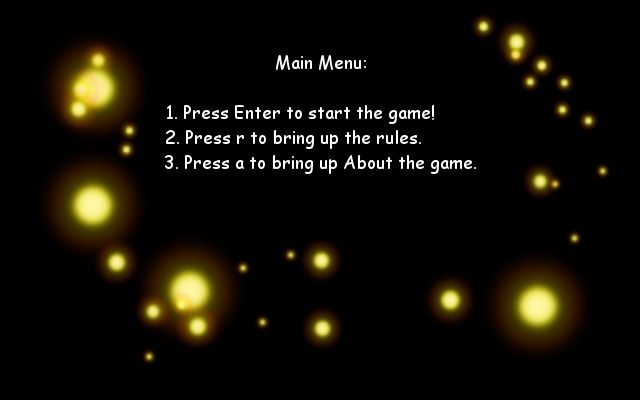 Main Menu:
1. Press Enter to start the game!
2. Press r to bring up the rules.
3. Press a to bring up About the game.